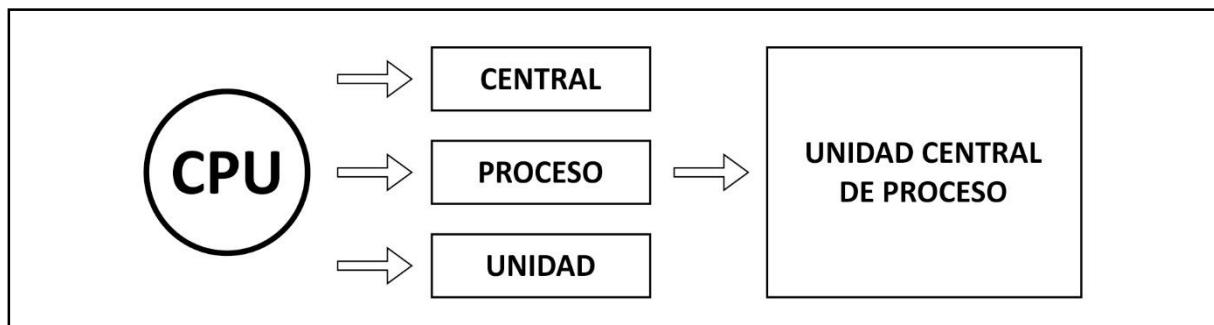 CPU
CENTRAL
PROCESO
UNIDAD
UNIDAD CENTRAL
DE PROCESO